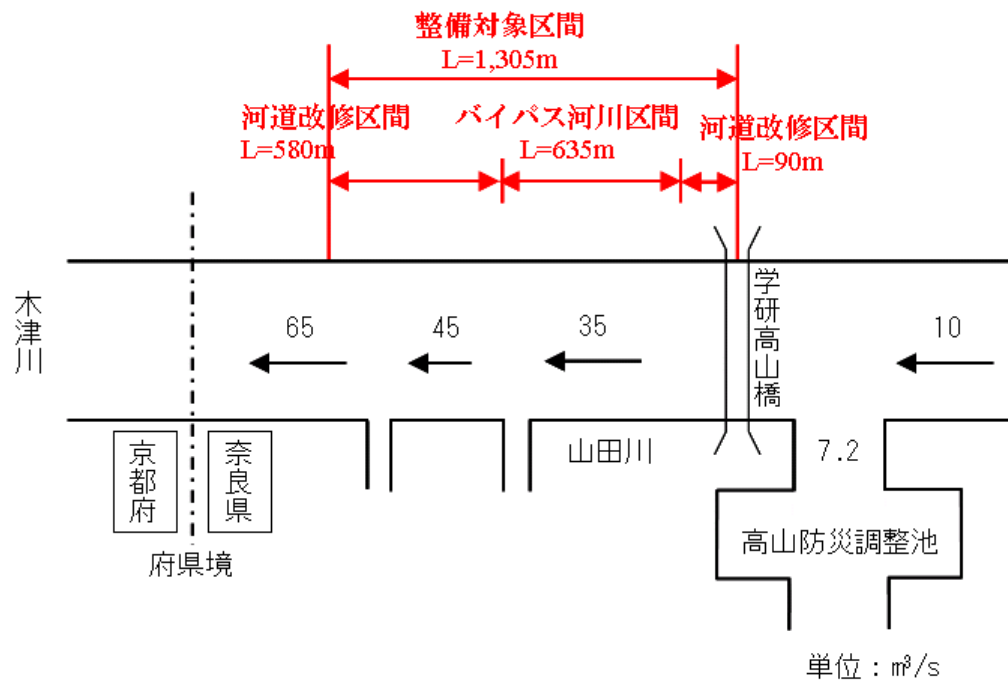 整備対象区間
L=1,305m
河道改修区間
L=580m
バイパス河川区間
L=635m
河道改修区間
L=90m
木津川
65
45
35
学研高山橋
10
京都府
奈良県
山田川
7.2
府県境
高山防災調整池
単位：m³/s